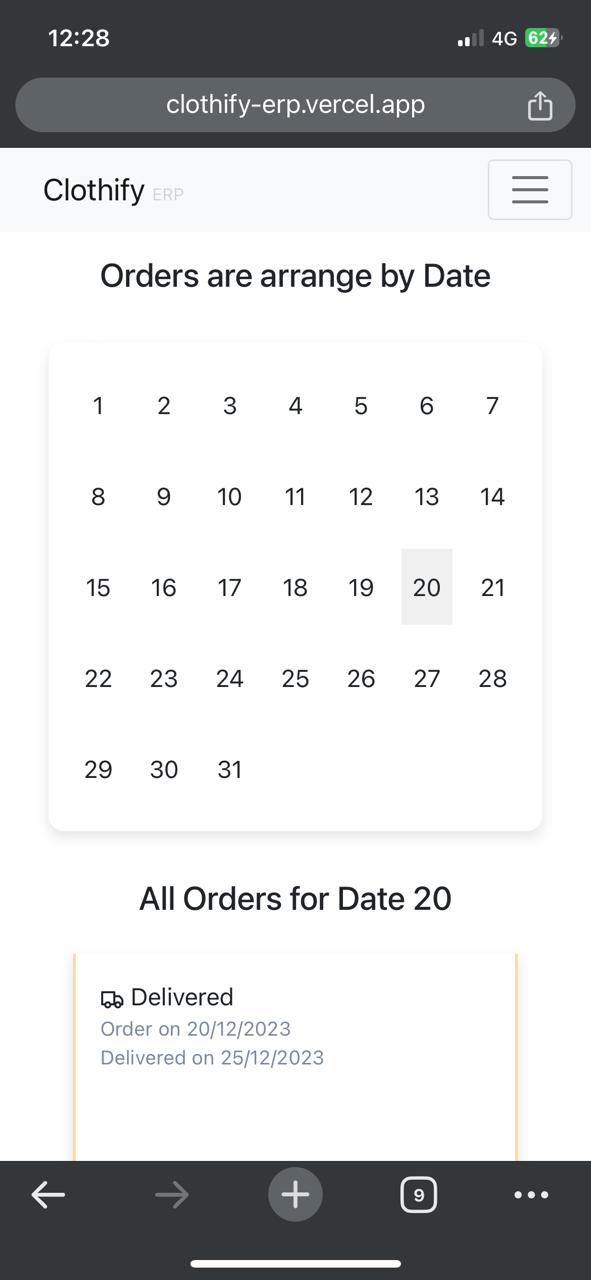 12:28
4G 62
clothify-erp.vercel.app
Clothify ERP
Orders are arrange by Date
1 2 3 4 5 6 7
8 9 10 11 12 13 14
15 16 17 18 19 20 21
22 23 24 25 26 27 28
29 30 31
All Orders for Date 20
Delivered
Order on 20/12/2023
Delivered on 25/12/2023
9